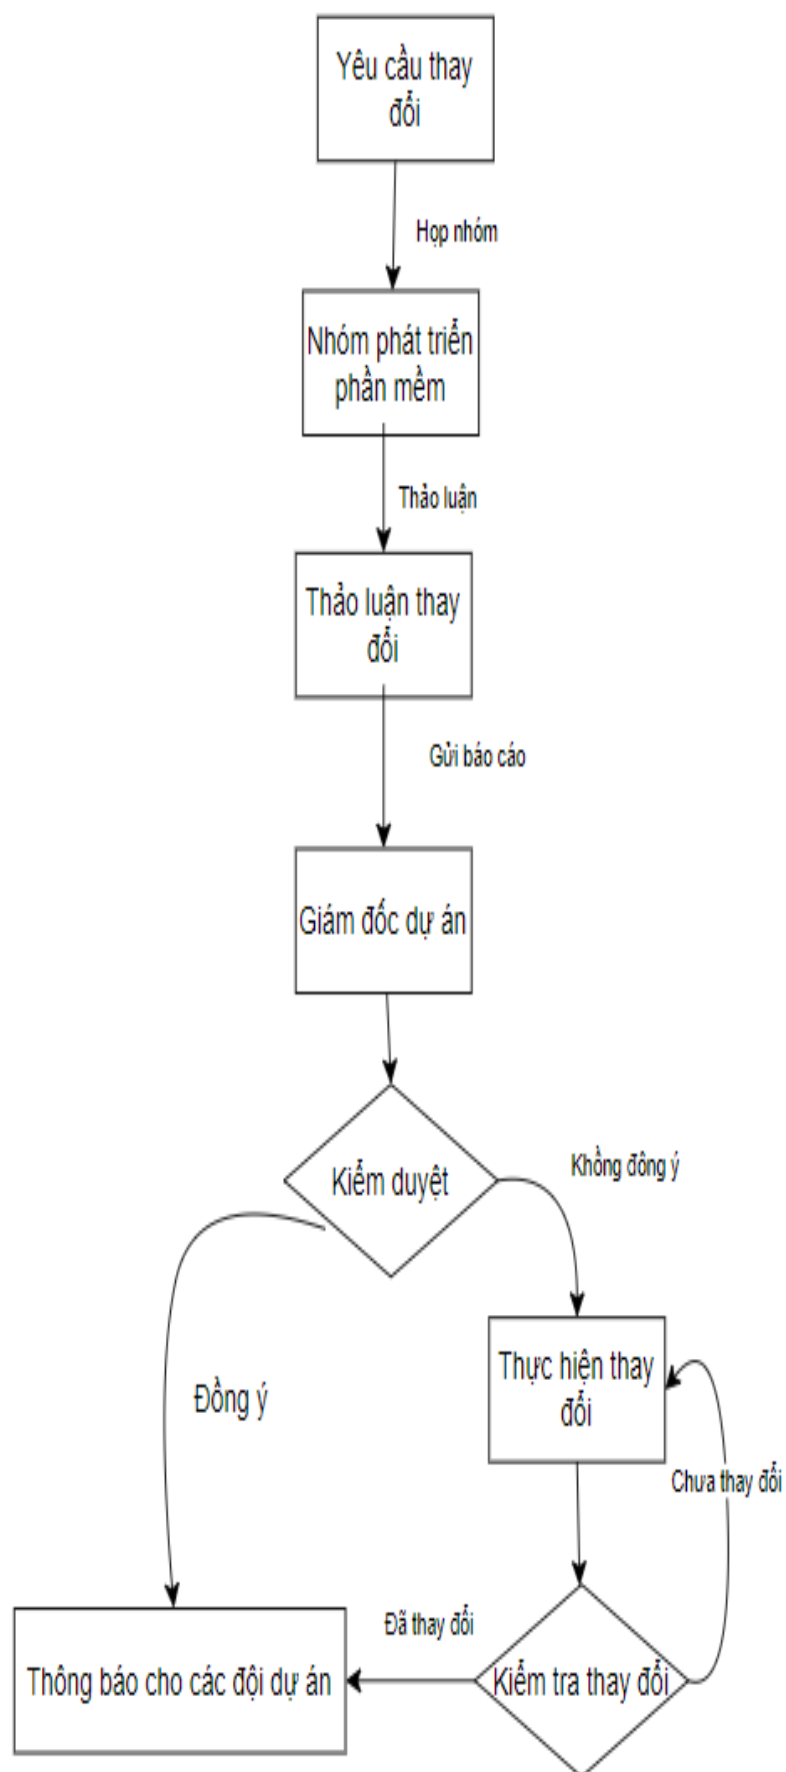 Yêu cầu thay
đổi
Họp nhóm
Nhóm phát triển
phần mềm
Thảo luận
Thảo luận thay
đổi
Gửi báo cáo
Giám đốc dự án
Kiểm duyệt
Khồng đông ý
Đồng ý
Thực hiện thay
đổi
Chưa thay đổi
Đã thay đổi
Thông báo cho các đội dự án
Kiểm tra thay đổi